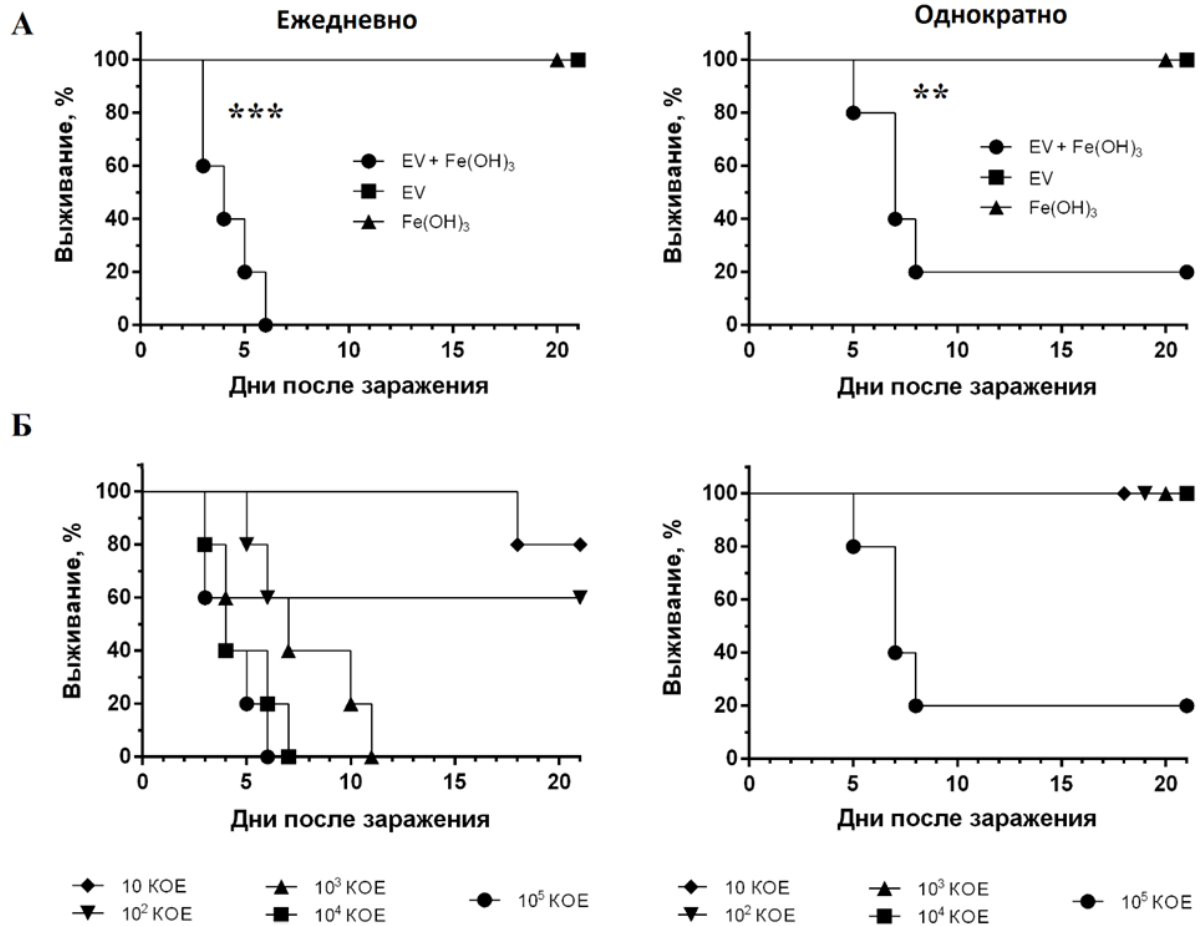 А
Ежедневно
Однократно
Выживание, %
100
80
60
40
20
0
***
EV + Fe(OH)₃
EV
Fe(OH)₃
0 5 10 15 20
Дни после заражения
Выживание, %
100
80
60
40
20
0
**
EV + Fe(OH)₃
EV
Fe(OH)₃
0 5 10 15 20
Дни после заражения
Б
Выживание, %
100
80
60
40
20
0
0 5 10 15 20
Дни после заражения
Выживание, %
100
80
60
40
20
0
0 5 10 15 20
Дни после заражения
10 КОЕ 10³ КОЕ 10⁵ КОЕ
10² КОЕ 10⁴ КОЕ
10 КОЕ 10³ КОЕ 10⁵ КОЕ
10² КОЕ 10⁴ КОЕ